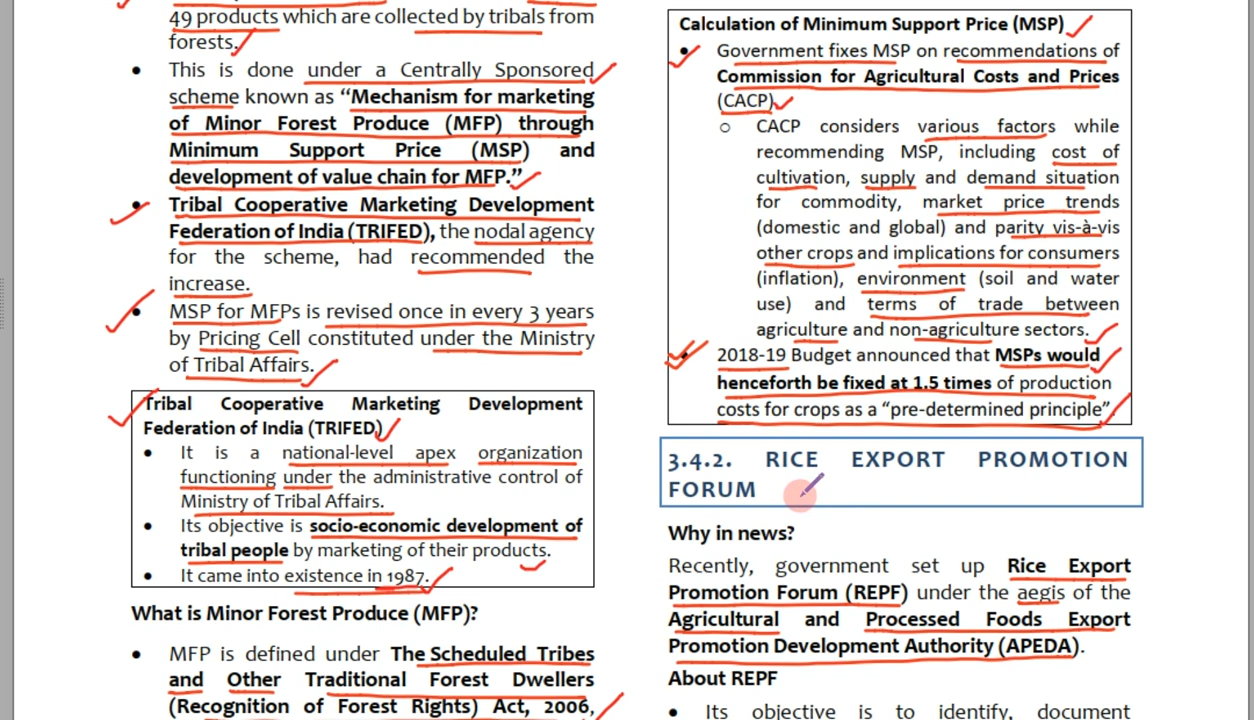 49 products which are collected by tribals from
forests.
• This is done under a Centrally Sponsored
scheme known as “Mechanism for marketing
of Minor Forest Produce (MFP) through
Minimum Support Price (MSP) and
development of value chain for MFP.”
• Tribal Cooperative Marketing Development
Federation of India (TRIFED), the nodal agency
for the scheme, had recommended the
increase.
• MSP for MFPs is revised once in every 3 years
by Pricing Cell constituted under the Ministry
of Tribal Affairs.
Tribal Cooperative Marketing Development
Federation of India (TRIFED)
• It is a national-level apex organization
functioning under the administrative control of
Ministry of Tribal Affairs.
• Its objective is socio-economic development of
tribal people by marketing of their products.
• It came into existence in 1987.
What is Minor Forest Produce (MFP)?
• MFP is defined under The Scheduled Tribes
and Other Traditional Forest Dwellers
(Recognition of Forest Rights) Act, 2006,
Calculation of Minimum Support Price (MSP)
• Government fixes MSP on recommendations of
Commission for Agricultural Costs and Prices
(CACP)
o CACP considers various factors while
recommending MSP, including cost of
cultivation, supply and demand situation
for commodity, market price trends
(domestic and global) and parity vis-à-vis
other crops and implications for consumers
(inflation), environment (soil and water
use) and terms of trade between
agriculture and non-agriculture sectors.
• 2018-19 Budget announced that MSPs would
henceforth be fixed at 1.5 times of production
costs for crops as a “pre-determined principle”.
3.4.2. RICE EXPORT PROMOTION
FORUM
Why in news?
Recently, government set up Rice Export
Promotion Forum (REPF) under the aegis of the
Agricultural and Processed Foods Export
Promotion Development Authority (APEDA).
About REPF
• Its objective is to identify, document